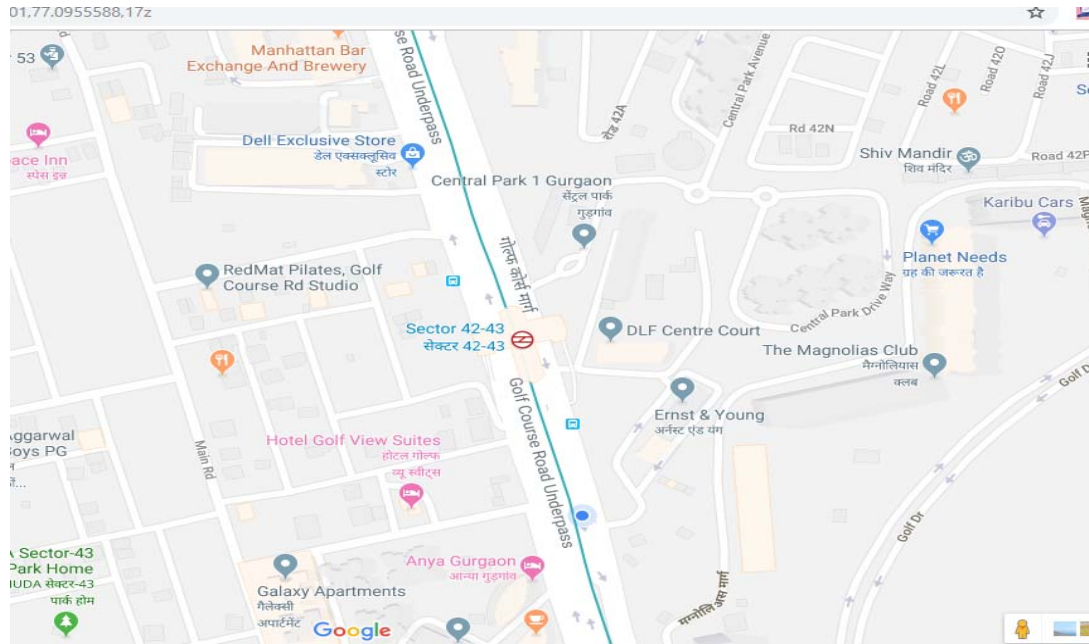 01,77.0955588,17z
53
Manhattan Bar
Exchange And Brewery
se Road Underpass
Central Park Avenue
Road 42L
Road 42O
Road 42J
रोड 42A
Rd 42N
Dell Exclusive Store
डेल एक्सक्लूसिव
स्टोर
ace Inn
स्पेस इन्न
Shiv Mandir
शिव मंदिर
Road 42P
Central Park 1 Gurgaon
सेंट्रल पार्क
गुड़गांव
Karibu Cars
गोल्फ कोर्स मार्ग
Planet Needs
ग्रह की जरूरत है
RedMat Pilates, Golf
Course Rd Studio
Central Park Drive Way
Sector 42-43
सेक्टर 42-43
DLF Centre Court
The Magnolias Club
मैग्नोलियास
क्लब
Golf D
Ernst & Young
अर्नस्ट एंड यंग
Golf Course Road Underpass
Aggarwal
oys PG
Hotel Golf View Suites
होटल गोल्फ
व्यू स्वीट्स
Main Rd
Golf Dr
Sector-43
Park Home
HUDA सेक्टर-43
पार्क होम
Anya Gurgaon
आन्या गुड़गांव
Galaxy Apartments
गैलेक्सी
अपार्टमेंट
Google